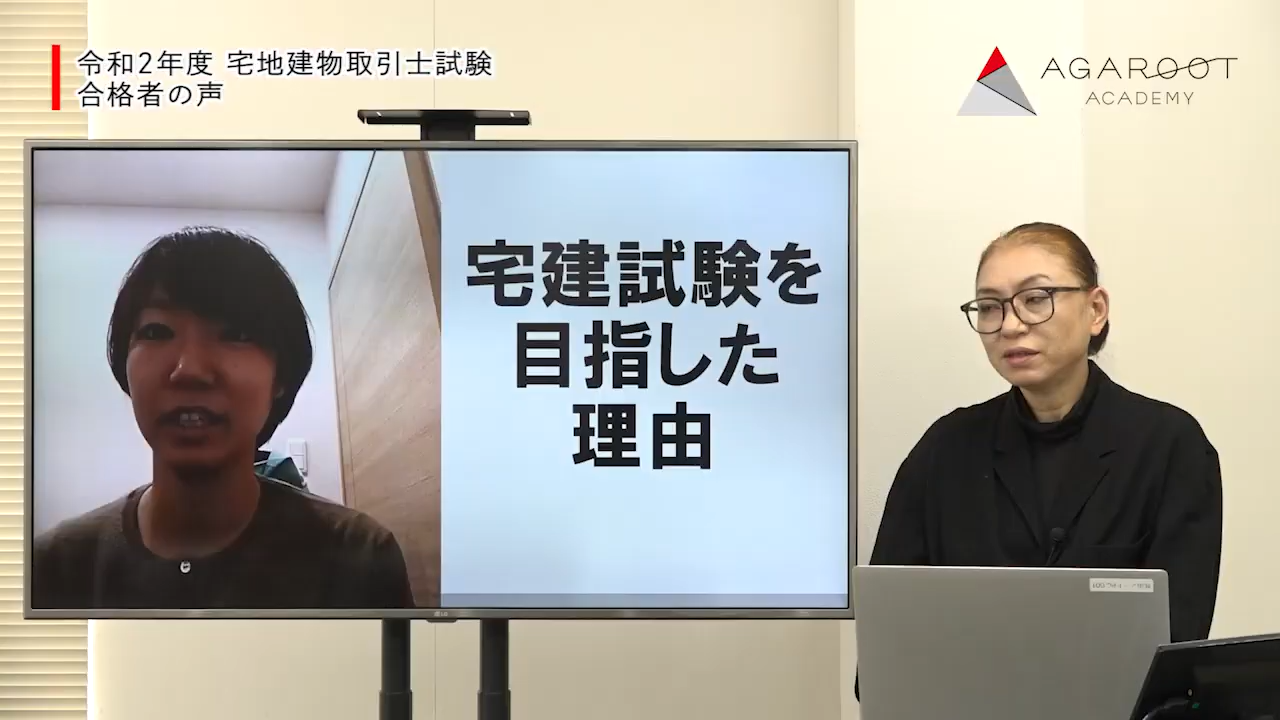 令和2年度 宅地建物取引士試験
合格者の声
AGAROOT
ACADEMY
宅建試験を
目指した
理由
LG